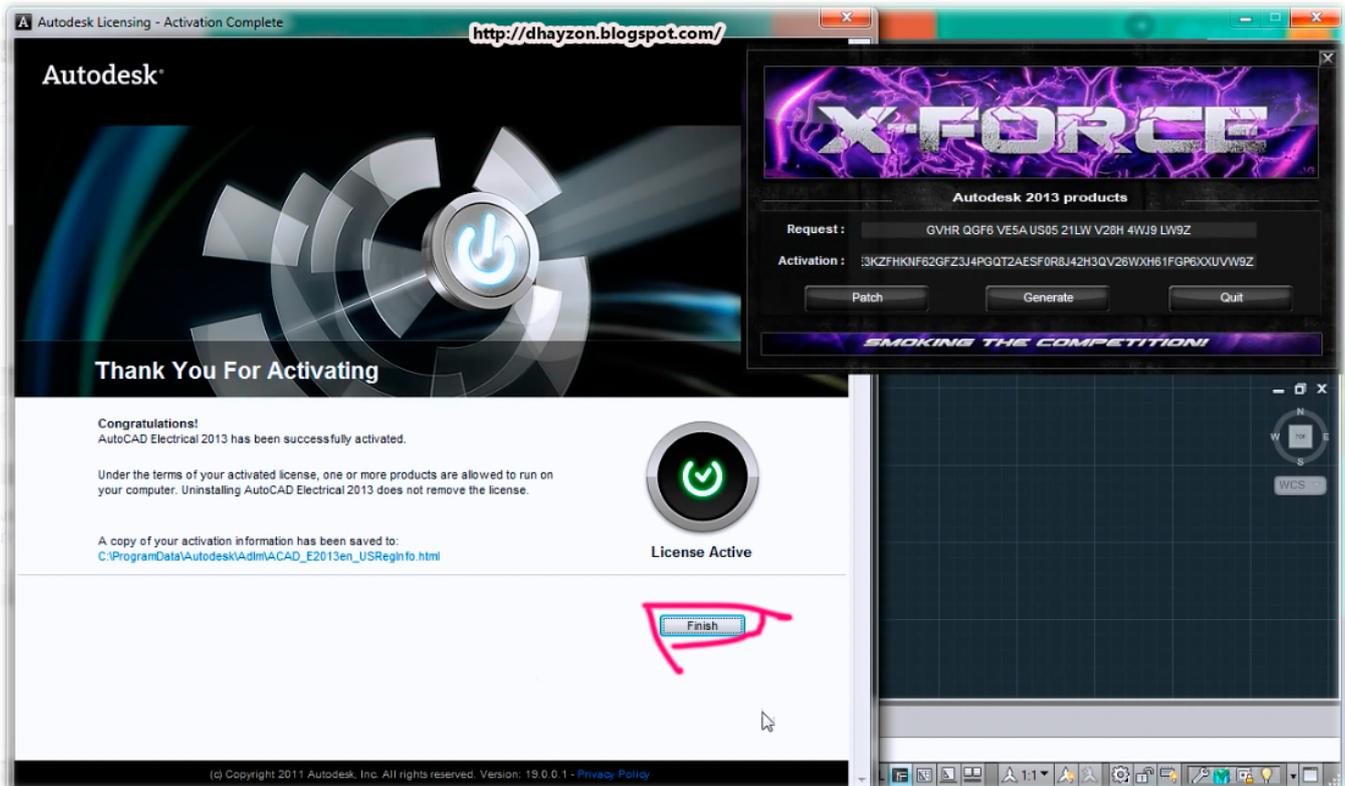 Autodesk Licensing - Activation Complete
http://dhayzon.blogspot.com/
Autodesk
X-FORCE
Autodesk 2013 products
Request :
GVHR QGF6 VE5A US05 21LW V28H 4WJ9 LW9Z
Activation :
3KZFHKNF62GFZ3J4PGQT2AESF0R8J42H3QV26WXH61FGP6XXUVW9Z
Patch
Generate
Quit
SMOKING THE COMPETITION!
Thank You For Activating
Congratulations!
AutoCAD Electrical 2013 has been successfully activated.
Under the terms of your activated license, one or more products are allowed to run on
your computer. Uninstalling AutoCAD Electrical 2013 does not remove the license.
A copy of your activation information has been saved to:
C:\ProgramData\Autodesk\Adlm\ACAD_E2013en_USRegInfo.html
License Active
Finish
N
W
TOP
E
S
WCS
(c) Copyright 2011 Autodesk, Inc. All rights reserved. Version: 19.0.0.1 - Privacy Policy
1:1